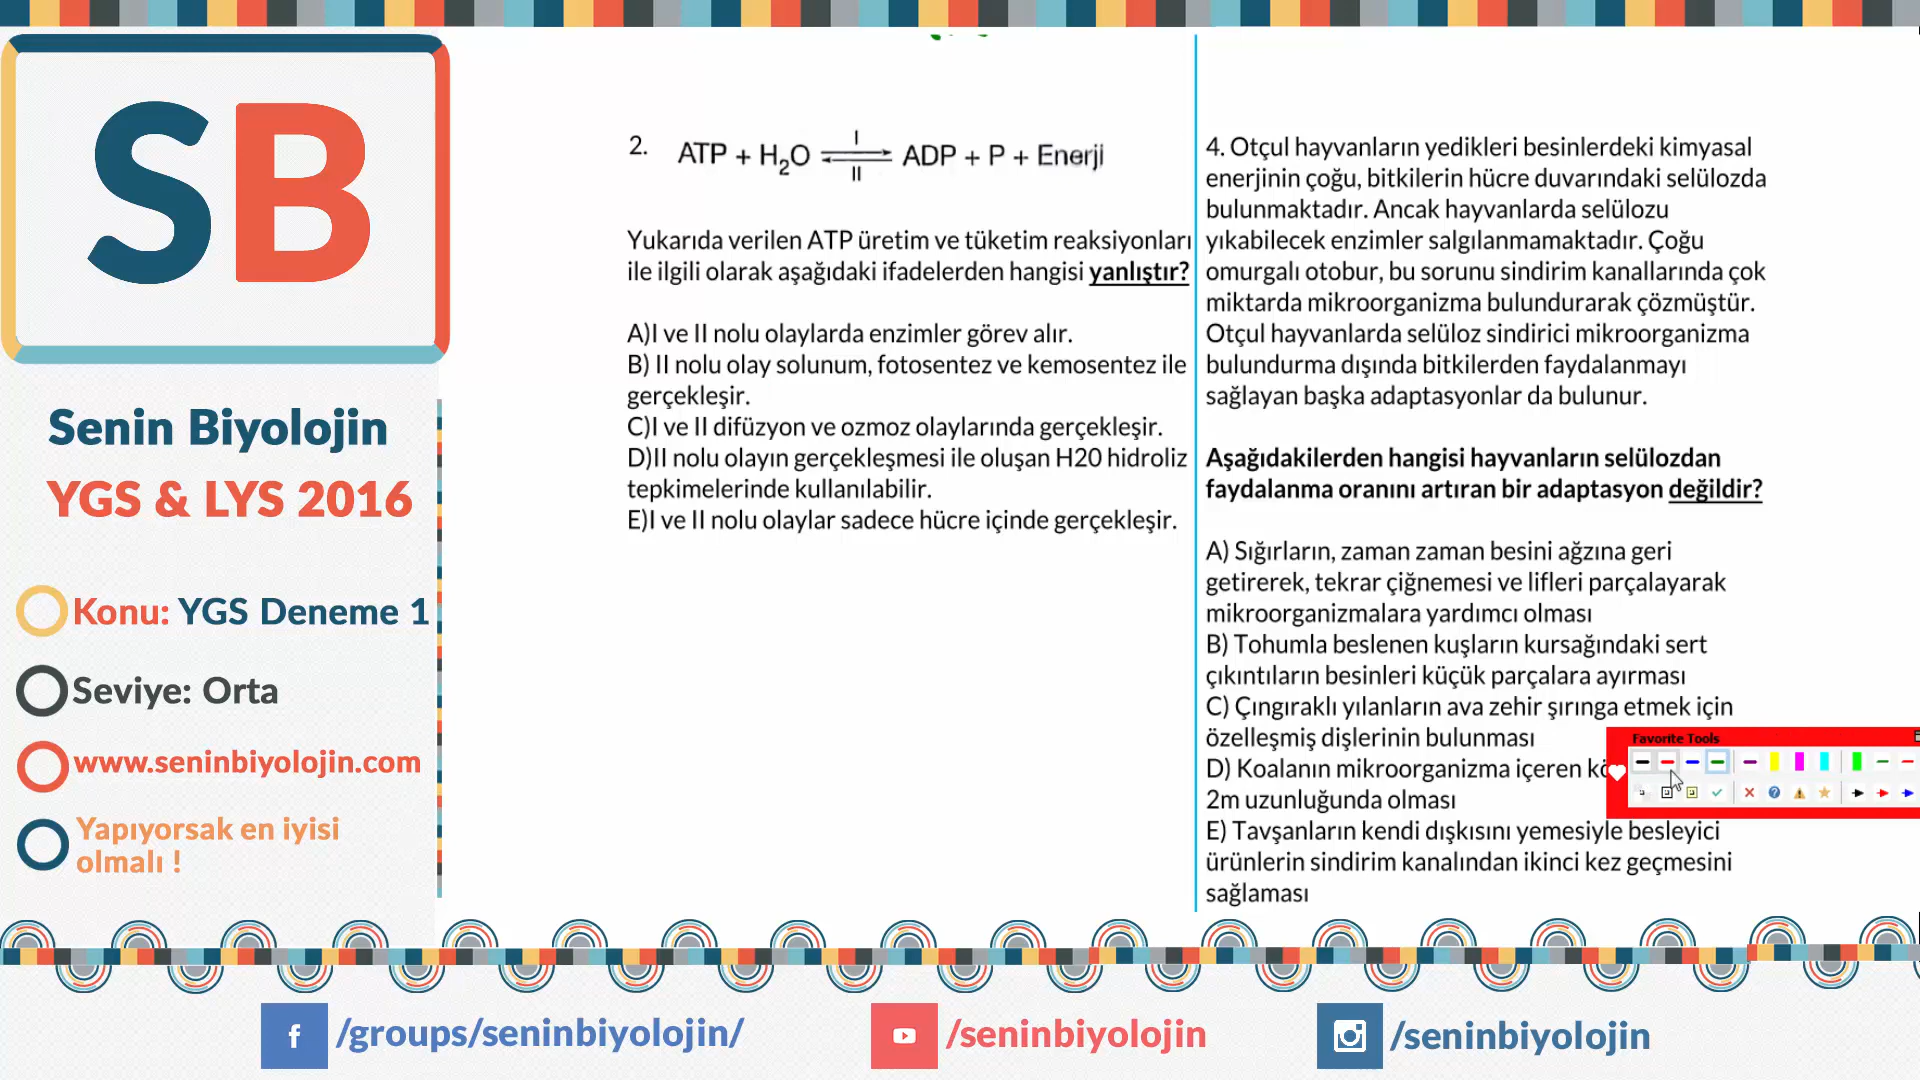 SB
Senin Biyolojin
YGS & LYS 2016
Konu: YGS Deneme 1
Seviye: Orta
www.seninbiyolojin.com
Yapıyorsak en iyisi
olmalı !
2. ATP + H₂O I II ADP + P + Enerji
Yukarıda verilen ATP üretim ve tüketim reaksiyonları
ile ilgili olarak aşağıdaki ifadelerden hangisi yanlıştır?
A)I ve II nolu olaylarda enzimler görev alır.
B) II nolu olay solunum, fotosentez ve kemosentez ile
gerçekleşir.
C)I ve II difüzyon ve ozmoz olaylarında gerçekleşir.
D)II nolu olayın gerçekleşmesi ile oluşan H20 hidroliz
tepkimelerinde kullanılabilir.
E)I ve II nolu olaylar sadece hücre içinde gerçekleşir.
4. Otçul hayvanların yedikleri besinlerdeki kimyasal
enerjinin çoğu, bitkilerin hücre duvarındaki selülozda
bulunmaktadır. Ancak hayvanlarda selülozu
yıkabilecek enzimler salgılanmamaktadır. Çoğu
omurgalı otobur, bu sorunu sindirim kanallarında çok
miktarda mikroorganizma bulundurarak çözmüştür.
Otçul hayvanlarda selüloz sindirici mikroorganizma
bulundurma dışında bitkilerden faydalanmayı
sağlayan başka adaptasyonlar da bulunur.
Aşağıdakilerden hangisi hayvanların selülozdan
faydalanma oranını artıran bir adaptasyon değildir?
A) Sığırların, zaman zaman besini ağzına geri
getirerek, tekrar çiğnemesi ve lifleri parçalayarak
mikroorganizmalara yardımcı olması
B) Tohumla beslenen kuşların kursağındaki sert
çıkıntıların besinleri küçük parçalara ayırması
C) Çıngıraklı yılanların ava zehir şırınga etmek için
özelleşmiş dişlerinin bulunması
D) Koalanın mikroorganizma içeren
2m uzunluğunda olması
E) Tavşanların kendi dışkısını yemesiyle besleyici
ürünlerin sindirim kanalından ikinci kez geçmesini
sağlaması
Favorite Tools
/groups/seninbiyolojin/
/seninbiyolojin
/seninbiyolojin